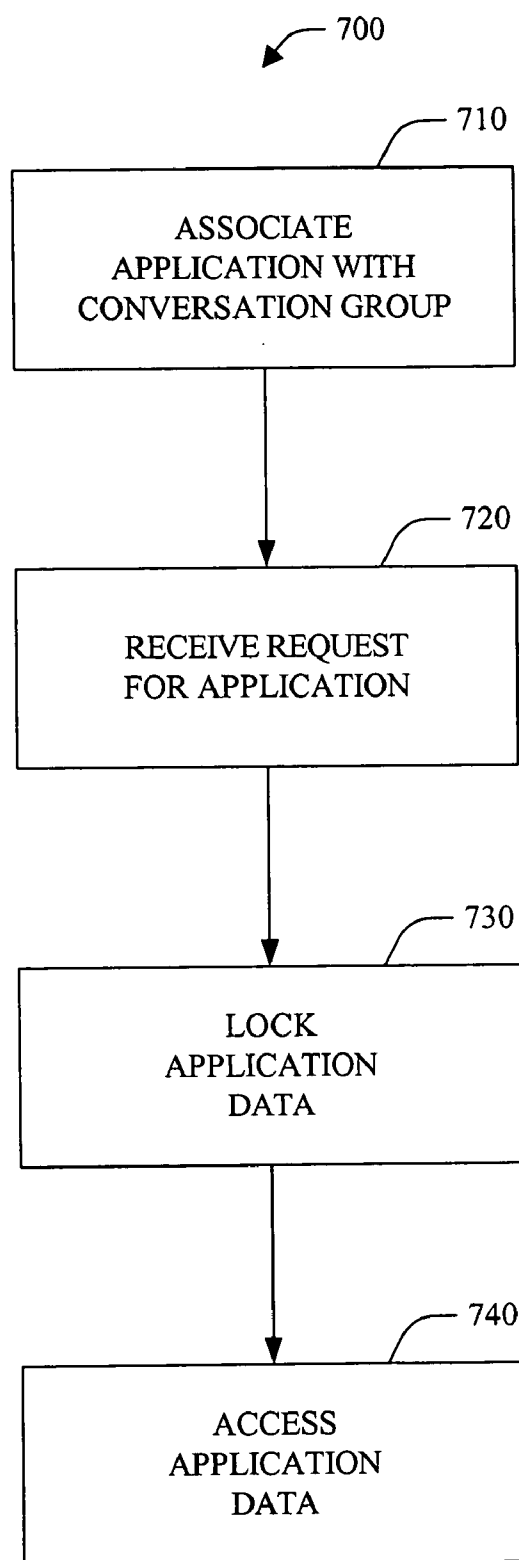 700
710
ASSOCIATE
APPLICATION WITH
CONVERSATION GROUP
720
RECEIVE REQUEST
FOR APPLICATION
730
LOCK
APPLICATION
DATA
740
ACCESS
APPLICATION
DATA